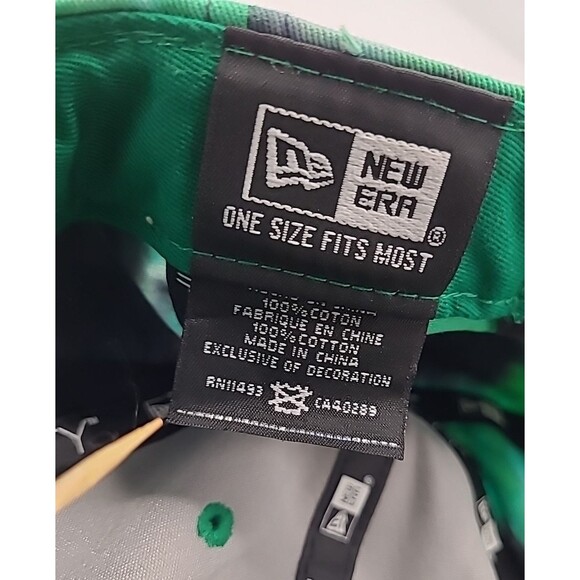 NEW
ERA
®
ONE SIZE FITS MOST
100%COTON
FABRIQUE EN CHINE
100%COTTON
MADE IN CHINA
EXCLUSIVE OF DECORATION
RN11493 CA40289
Y